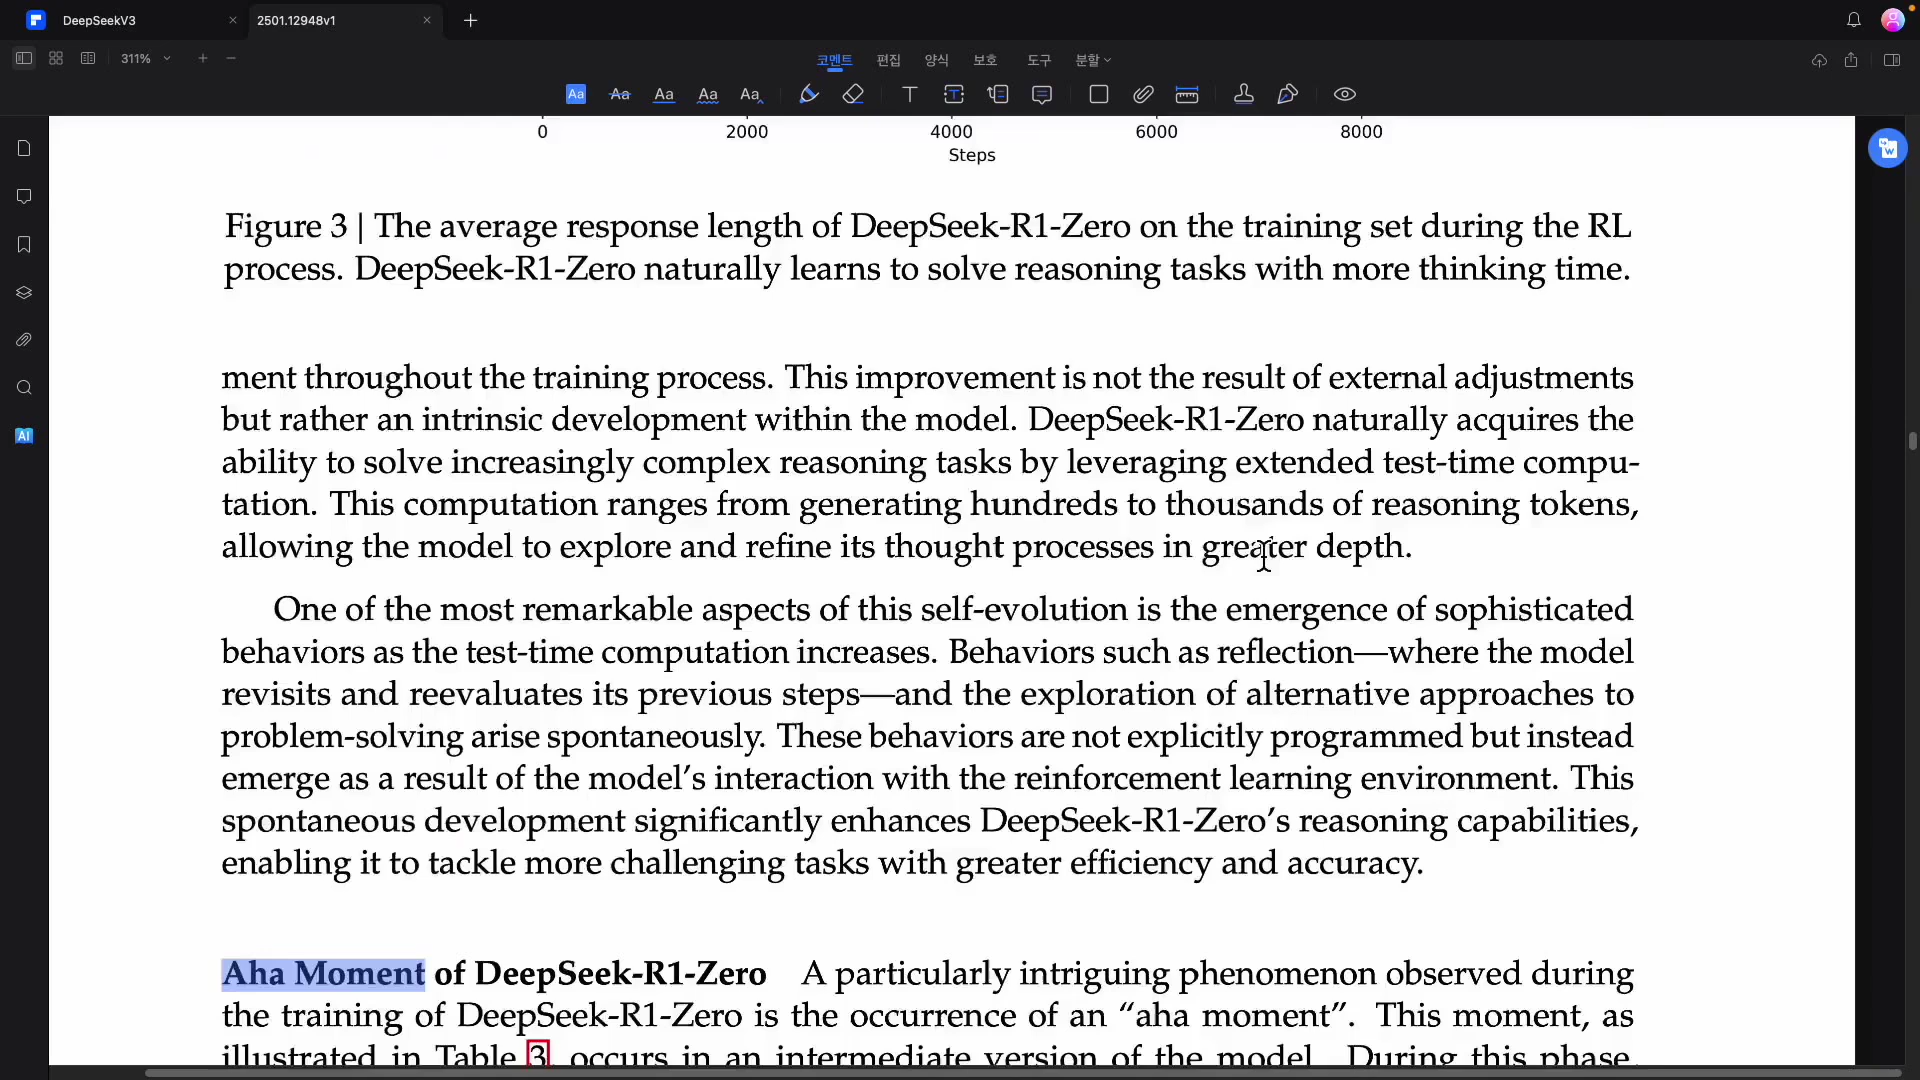 DeepSeekV3
2501.12948v1
311%
코멘트 편집 양식 보호 도구 분할
Aa Aa Aa Aa Aa T T
W
AI
0 2000 4000 6000 8000
Steps
Figure 3 | The average response length of DeepSeek-R1-Zero on the training set during the RL
process. DeepSeek-R1-Zero naturally learns to solve reasoning tasks with more thinking time.
ment throughout the training process. This improvement is not the result of external adjustments
but rather an intrinsic development within the model. DeepSeek-R1-Zero naturally acquires the
ability to solve increasingly complex reasoning tasks by leveraging extended test-time compu-
tation. This computation ranges from generating hundreds to thousands of reasoning tokens,
allowing the model to explore and refine its thought processes in greater depth.
One of the most remarkable aspects of this self-evolution is the emergence of sophisticated
behaviors as the test-time computation increases. Behaviors such as reflection—where the model
revisits and reevaluates its previous steps—and the exploration of alternative approaches to
problem-solving arise spontaneously. These behaviors are not explicitly programmed but instead
emerge as a result of the model’s interaction with the reinforcement learning environment. This
spontaneous development significantly enhances DeepSeek-R1-Zero’s reasoning capabilities,
enabling it to tackle more challenging tasks with greater efficiency and accuracy.
Aha Moment of DeepSeek-R1-Zero A particularly intriguing phenomenon observed during
the training of DeepSeek-R1-Zero is the occurrence of an “aha moment”. This moment, as
illustrated in Table 3, occurs in an intermediate version of the model. During this phase,